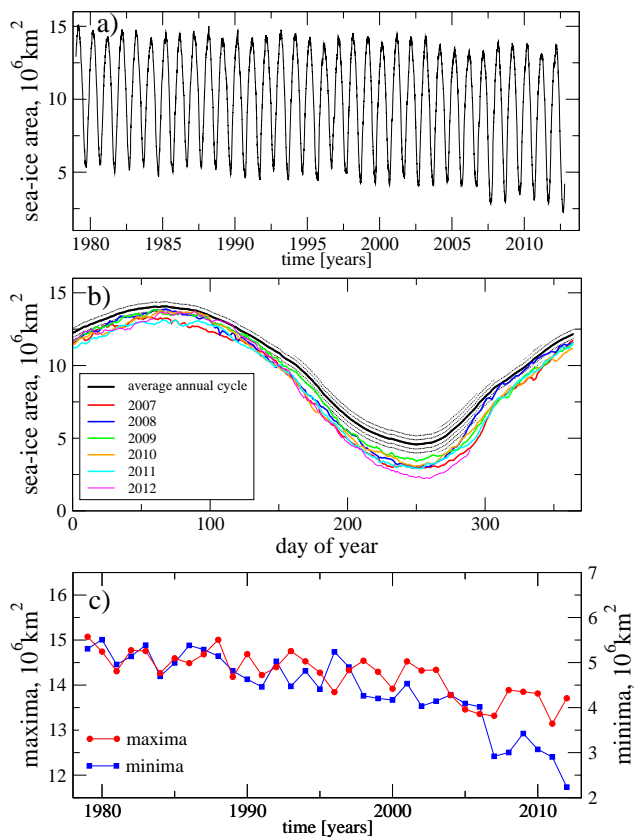 a)
15
10
5
sea-ice area, 10⁶km²
1980 1985 1990 1995 2000 2005 2010
time [years]
b)
15
10
5
0
sea-ice area, 10⁶km²
average annual cycle
2007
2008
2009
2010
2011
2012
0 100 200 300
day of year
c)
16
15
14
13
12
maxima, 10⁶km²
7
6
5
4
3
2
minima, 10⁶km²
maxima
minima
1980 1990 2000 2010
time [years]